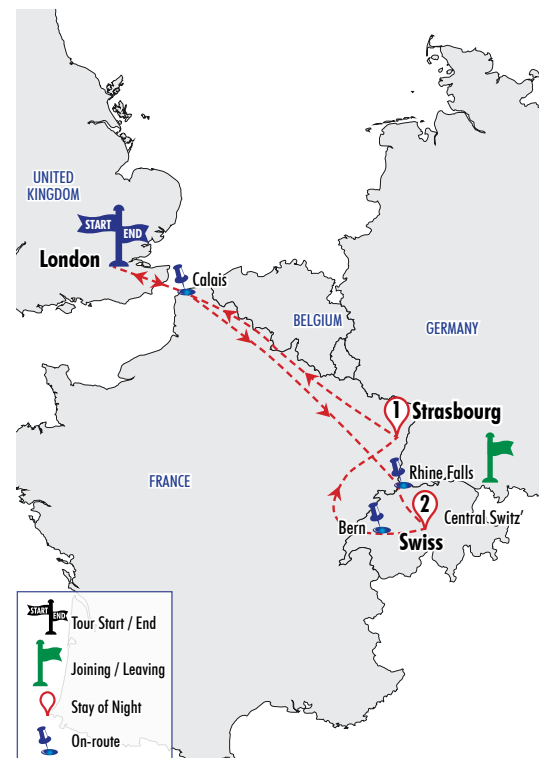 UNITED
KINGDOM
START
END
London
Calais
BELGIUM
GERMANY
1 Strasbourg
FRANCE
Rhine Falls
2
Central Switz'
Bern
Swiss
START
END
Tour Start / End
Joining / Leaving
Stay of Night
On-route